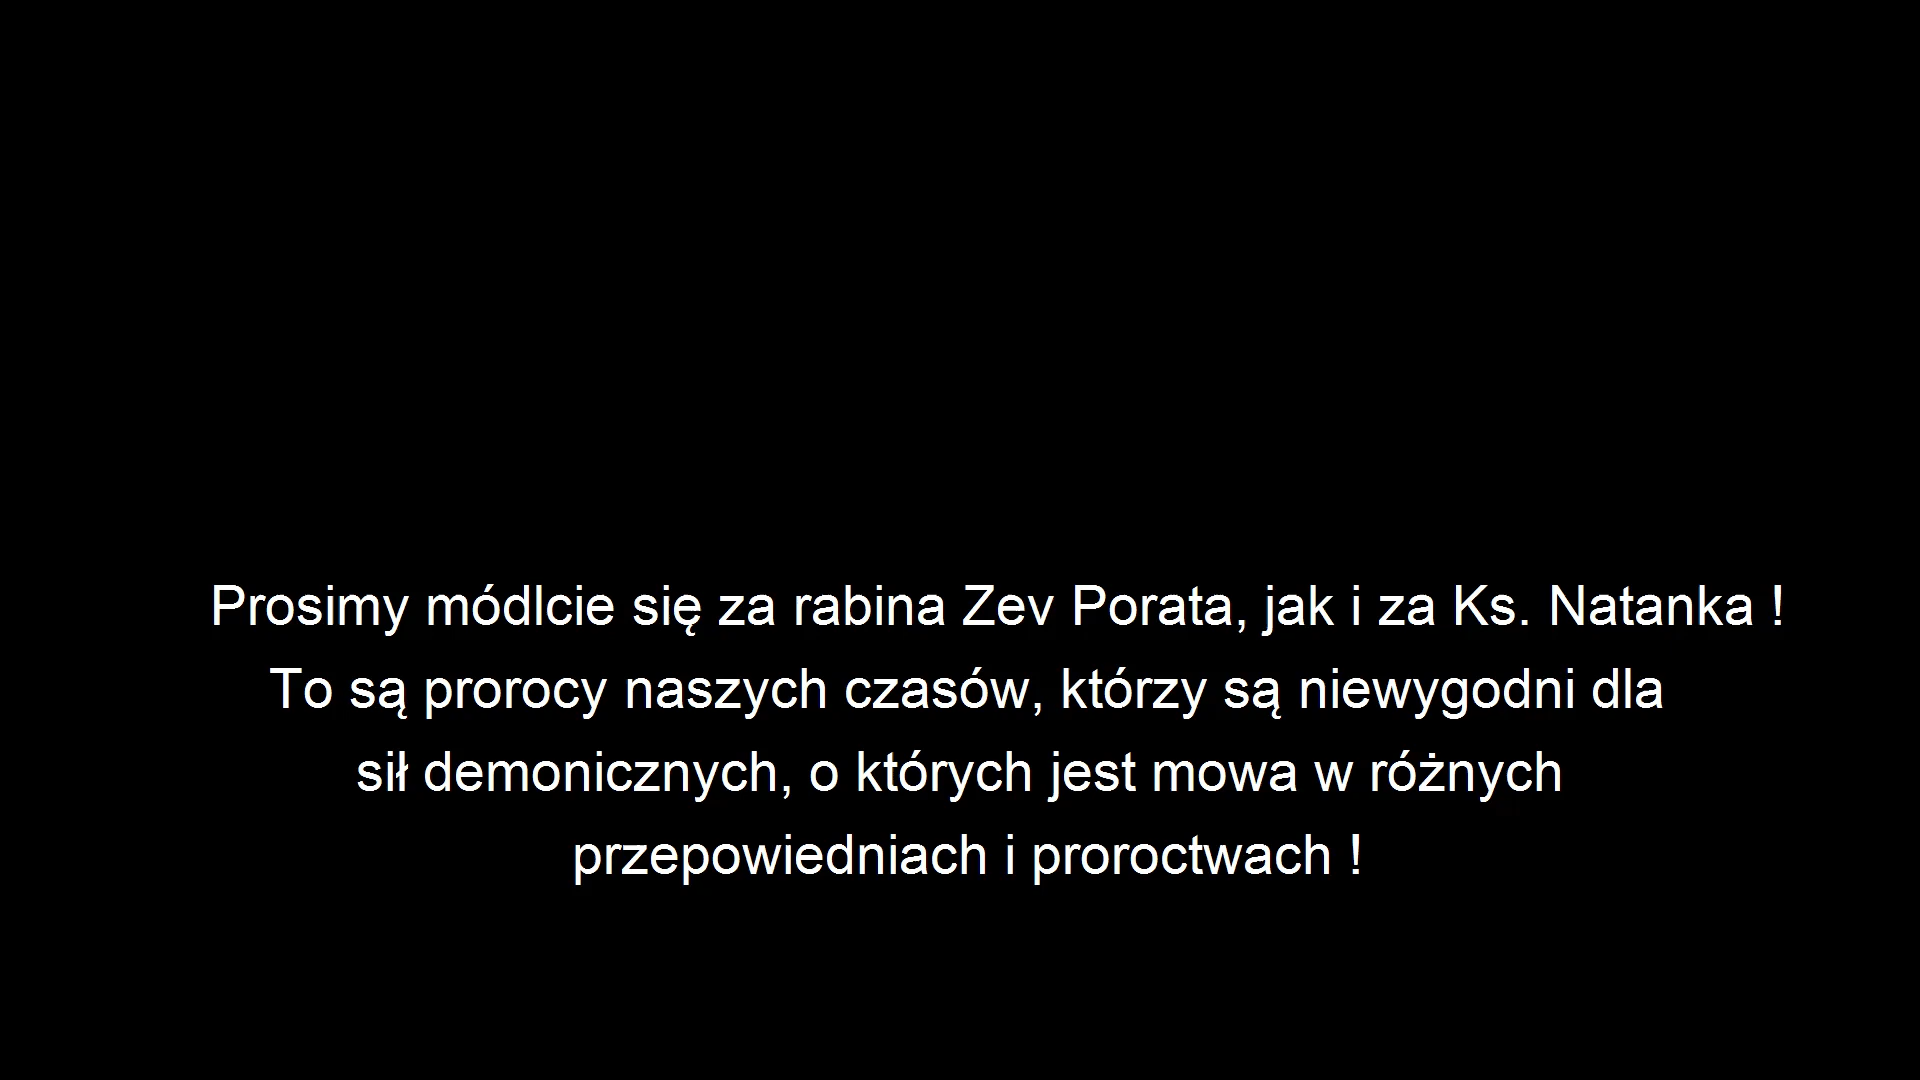 Prosimy módlcie się za rabina Zev Porata, jak i za Ks. Natanka !
To są prorocy naszych czasów, którzy są niewygodni dla
sił demonicznych, o których jest mowa w różnych
przepowiedniach i proroctwach !